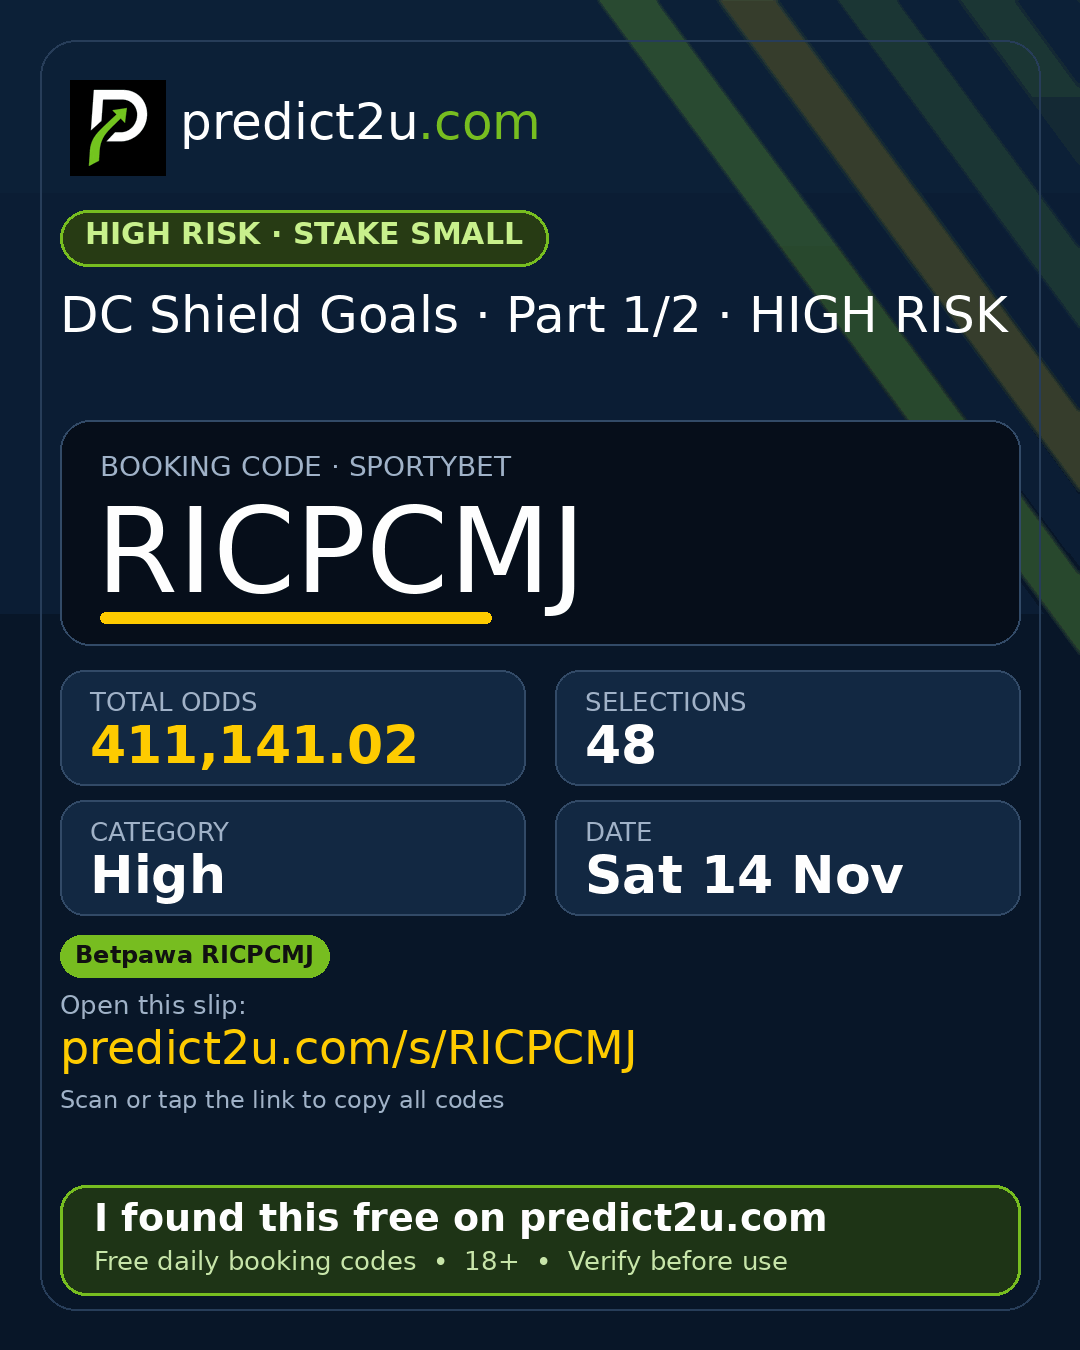 predict2u.com
HIGH RISK · STAKE SMALL
DC Shield Goals · Part 1/2 · HIGH RISK
BOOKING CODE · SPORTYBET
RICPCMJ
TOTAL ODDS
411,141.02
SELECTIONS
48
CATEGORY
High
DATE
Sat 14 Nov
Betpawa RICPCMJ
Open this slip:
predict2u.com/s/RICPCMJ
Scan or tap the link to copy all codes
I found this free on predict2u.com
Free daily booking codes • 18+ • Verify before use